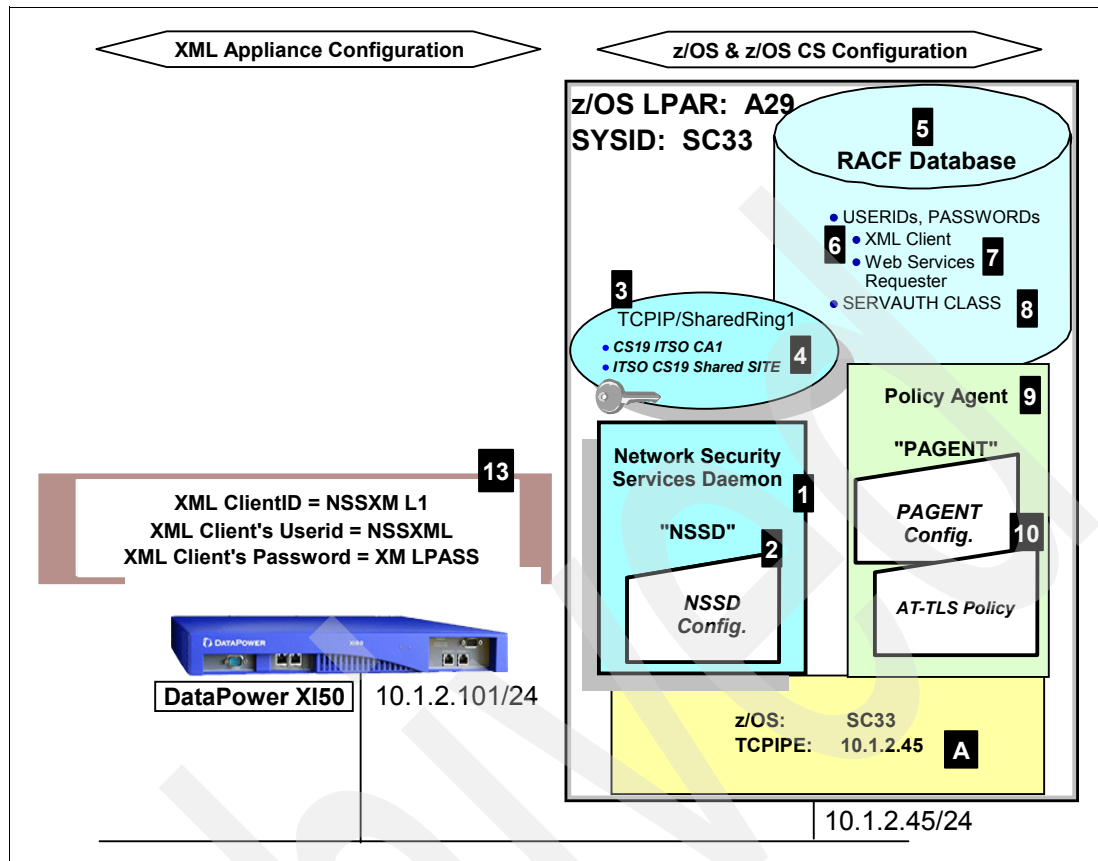 XML Appliance Configuration
z/OS & z/OS CS Configuration
z/OS LPAR: A29
SYSID: SC33
5
RACF Database
• USERIDs, PASSWORDs
6
• XML Client
• Web Services
Requester
7
• SERVAUTH CLASS
8
3
TCPIP/SharedRing1
• CS19 ITSO CA1
• ITSO CS19 Shared SITE
4
Policy Agent
9
"PAGENT"
PAGENT
Config.
10
AT-TLS Policy
Network Security
Services Daemon
1
"NSSD"
2
NSSD
Config.
13
XML ClientID = NSSXM L1
XML Client's Userid = NSSXML
XML Client's Password = XM LPASS
DATAPOWER
XI50
DataPower XI50
10.1.2.101/24
z/OS: SC33
TCPIPE: 10.1.2.45
A
10.1.2.45/24